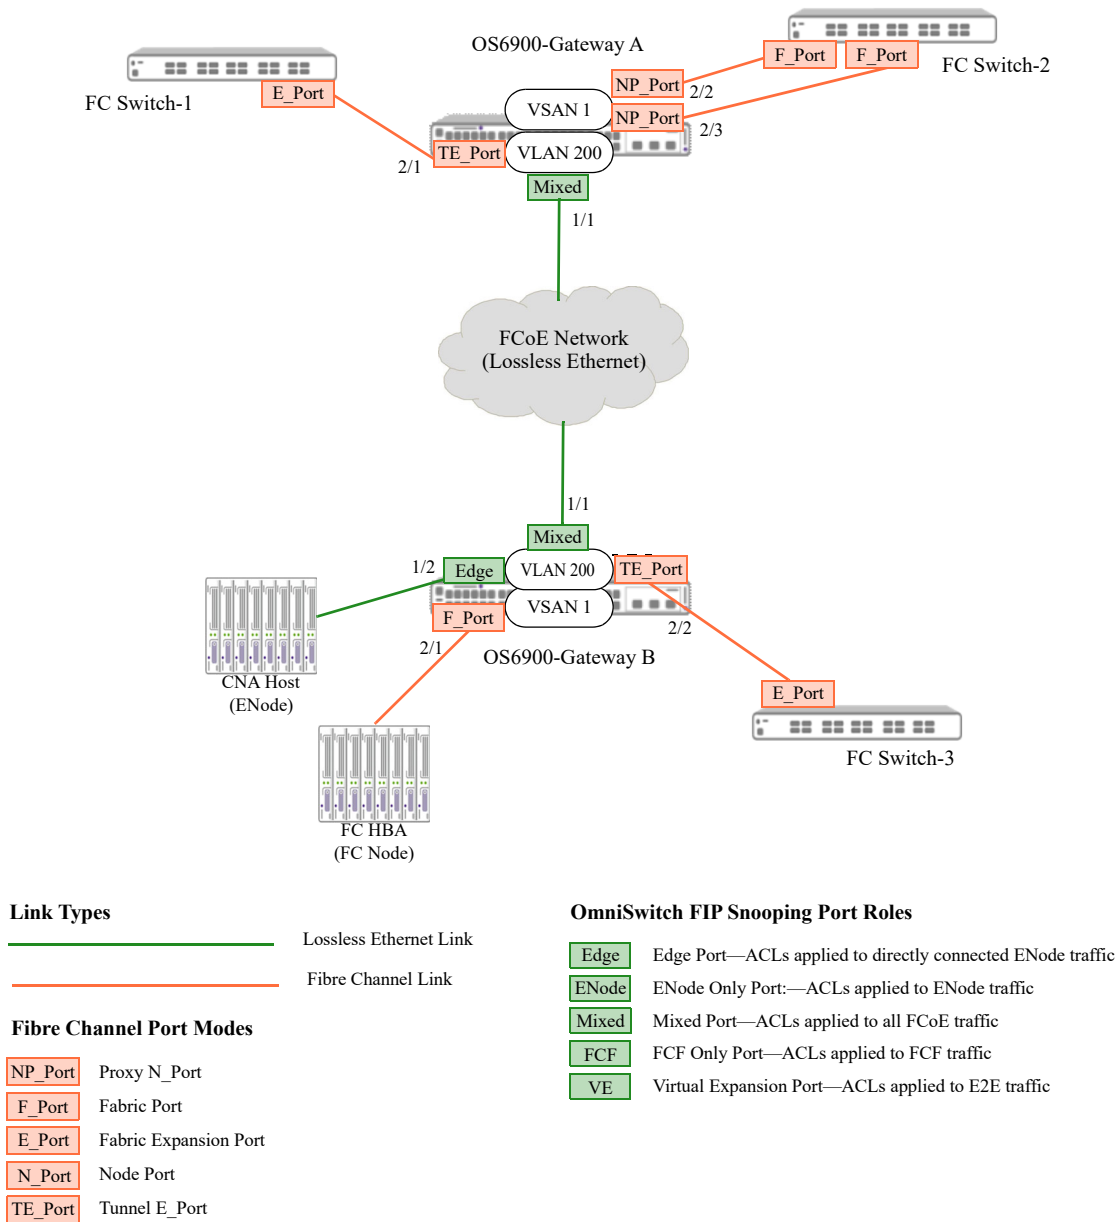 OS6900-Gateway A
FC Switch-1
E_Port
F_Port
F_Port
FC Switch-2
NP_Port
2/2
VSAN 1
NP_Port
2/3
TE_Port
VLAN 200
2/1
Mixed
1/1
FCoE Network
(Lossless Ethernet)
1/1
Mixed
1/2
Edge
VLAN 200
TE_Port
F_Port
VSAN 1
2/1
2/2
OS6900-Gateway B
CNA Host
(ENode)
E_Port
FC Switch-3
FC HBA
(FC Node)
Link Types
Lossless Ethernet Link
Fibre Channel Link
Fibre Channel Port Modes
NP_Port Proxy N_Port
F_Port Fabric Port
E_Port Fabric Expansion Port
N_Port Node Port
TE_Port Tunnel E_Port
OmniSwitch FIP Snooping Port Roles
Edge Edge Port—ACLs applied to directly connected ENode traffic
ENode ENode Only Port:—ACLs applied to ENode traffic
Mixed Mixed Port—ACLs applied to all FCoE traffic
FCF FCF Only Port—ACLs applied to FCF traffic
VE Virtual Expansion Port—ACLs applied to E2E traffic